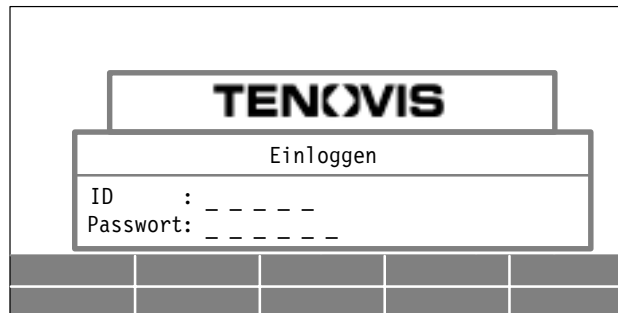 TENOVIS
Einloggen
ID : _ _ _ _ _
Passwort: _ _ _ _ _ _